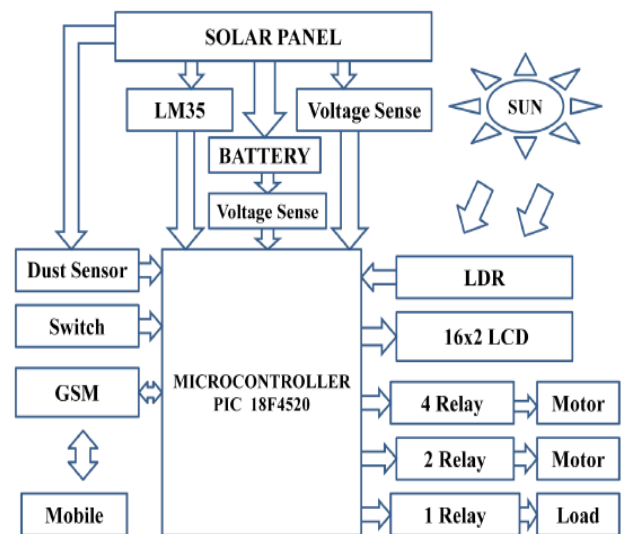 SOLAR PANEL
LM35
Voltage Sense
SUN
BATTERY
Voltage Sense
Dust Sensor
LDR
Switch
16x2 LCD
GSM
MICROCONTROLLER
PIC 18F4520
4 Relay
Motor
2 Relay
Motor
Mobile
1 Relay
Load